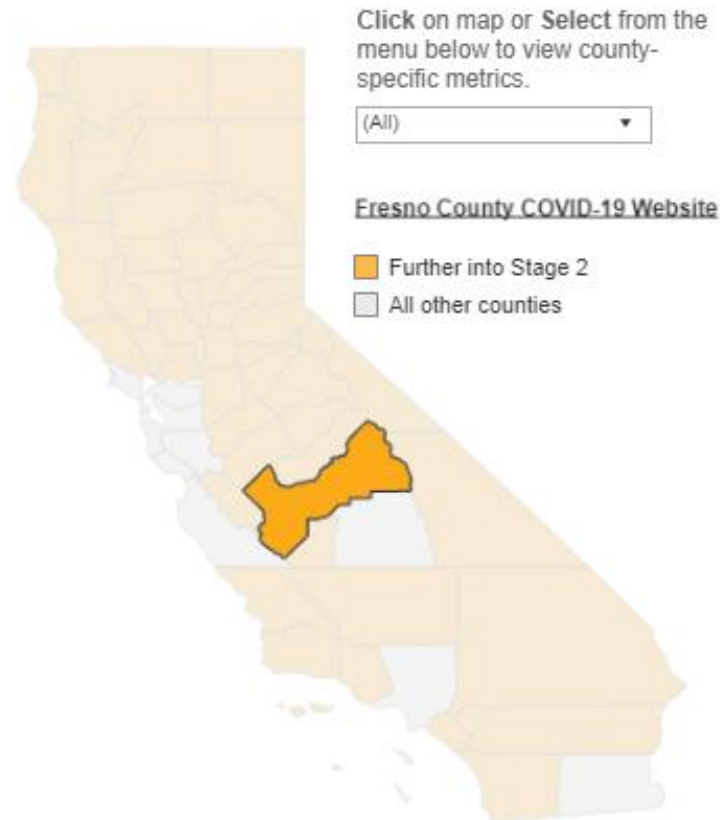 Click on map or Select from the
menu below to view county-
specific metrics.
(All)
Fresno County COVID-19 Website
Further into Stage 2
All other counties